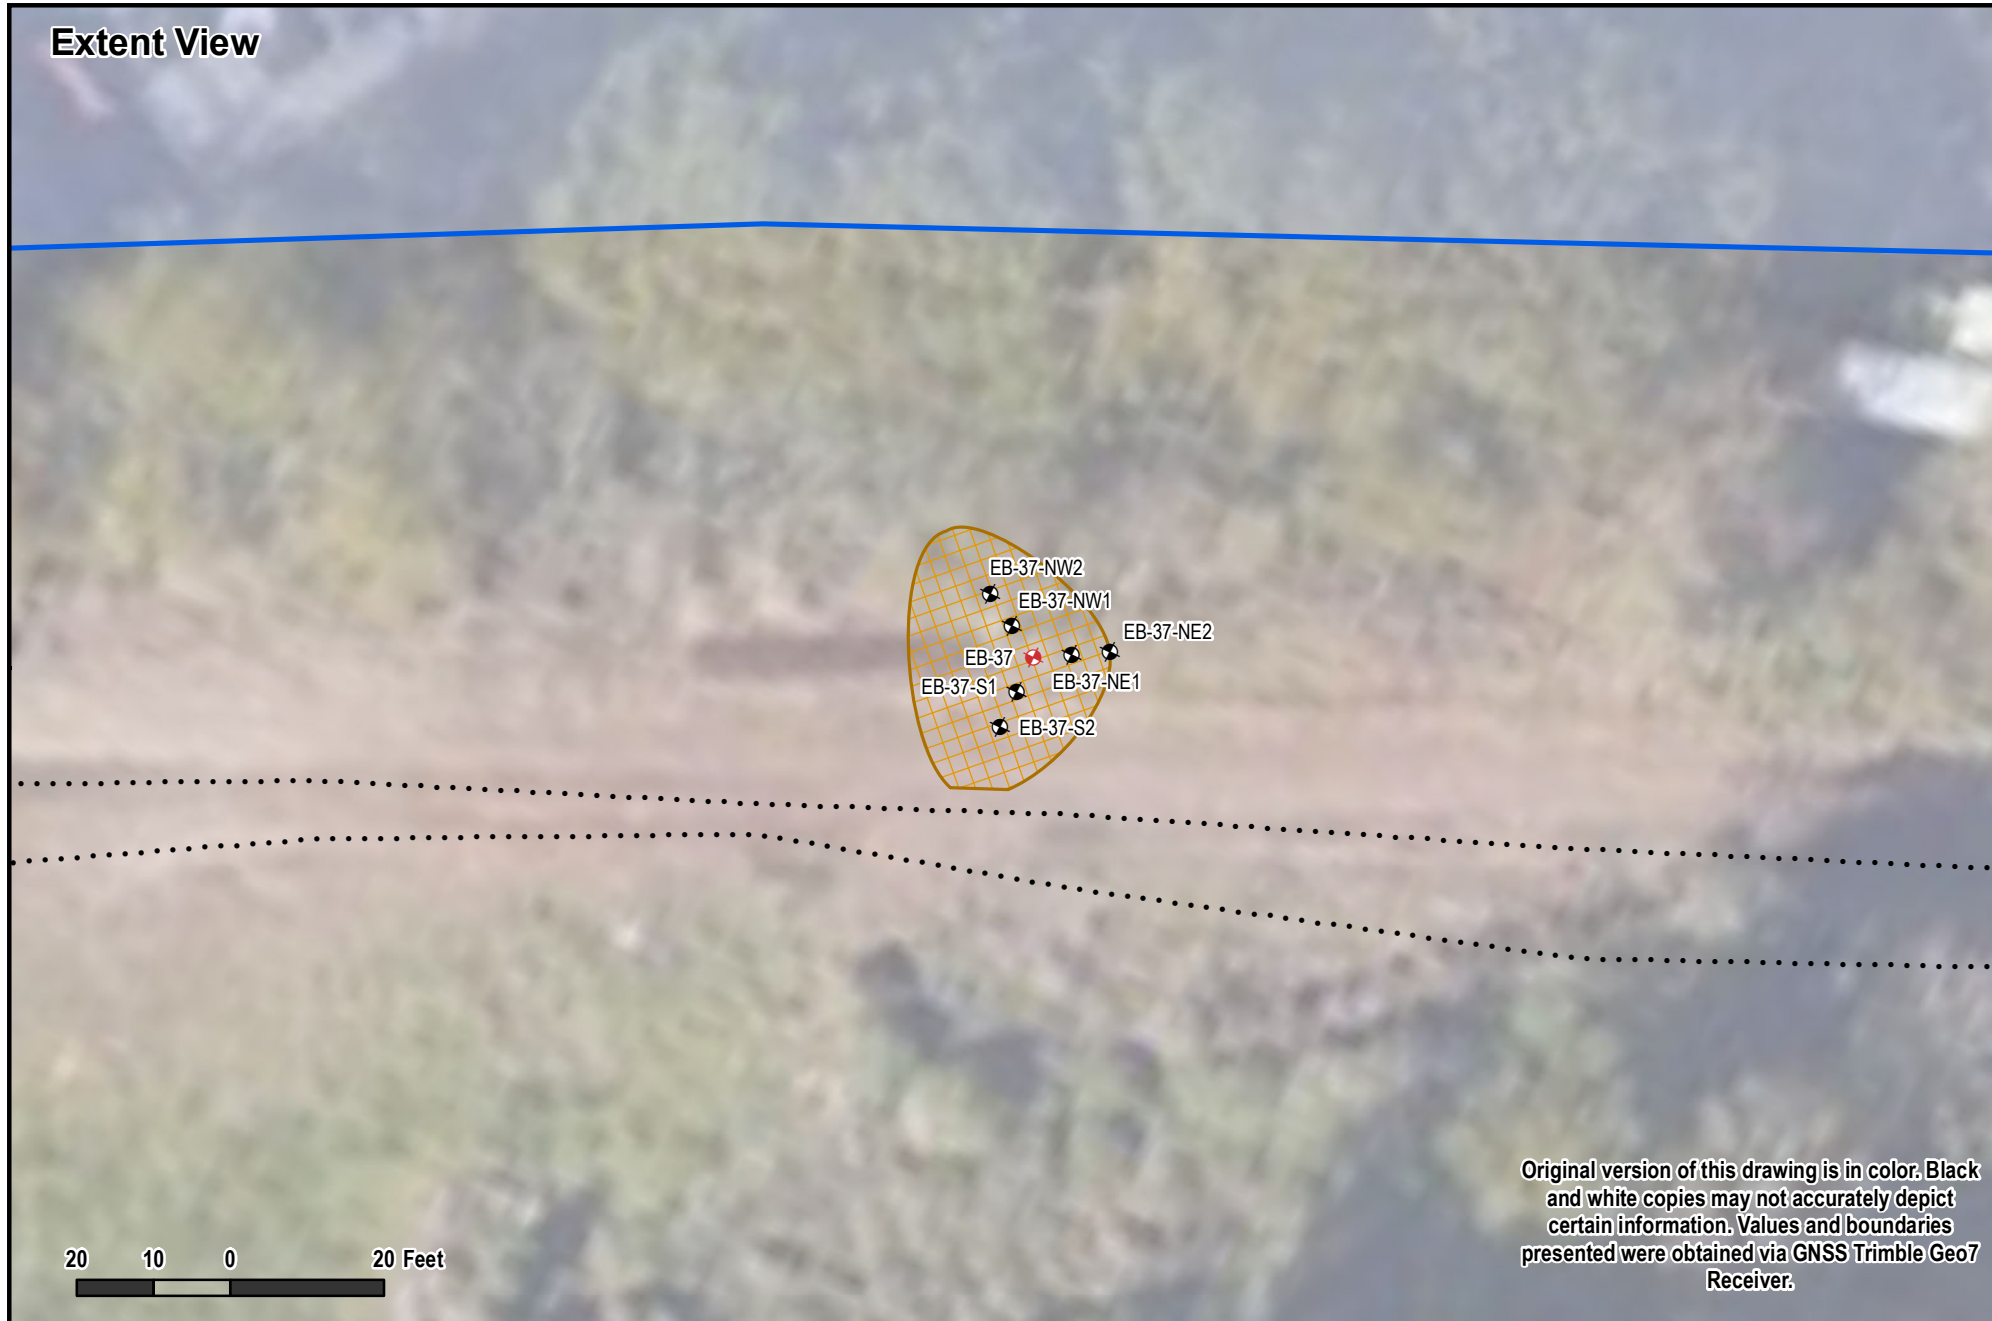 Extent View
EB-37-NW2
EB-37-NW1
EB-37-NE2
EB-37
EB-37-NE1
EB-37-S1
EB-37-S2
Original version of this drawing is in color. Black
and white copies may not accurately depict
certain information. Values and boundaries
presented were obtained via GNSS Trimble Geo7
Receiver.
20 10 0 20 Feet